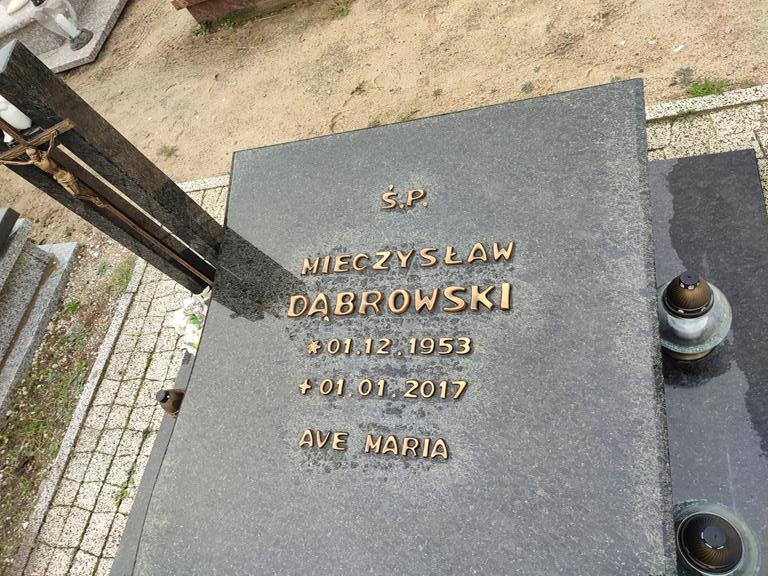 Ś.P.
MIECZYSŁAW
DĄBROWSKI
* 01.12.1953
+ 01.01.2017
AVE MARIA